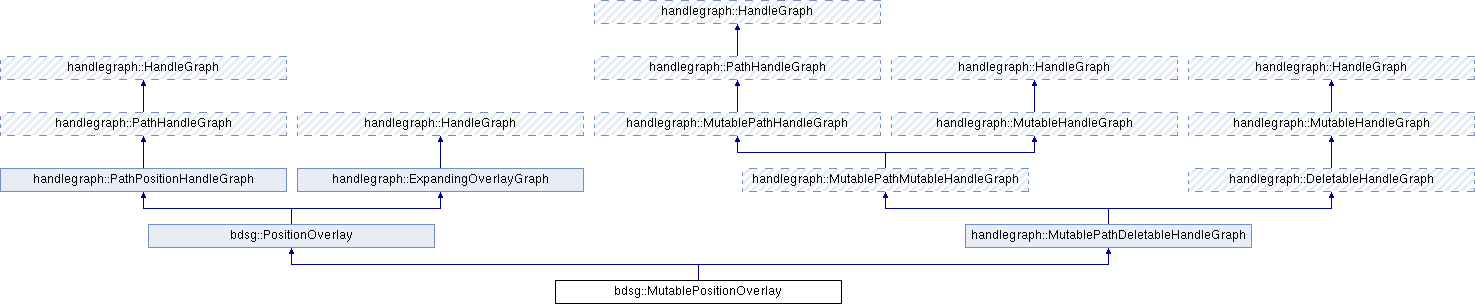 handlegraph::HandleGraph
handlegraph::HandleGraph
handlegraph::PathHandleGraph
handlegraph::HandleGraph
handlegraph::HandleGraph
handlegraph::PathHandleGraph
handlegraph::HandleGraph
handlegraph::MutablePathHandleGraph
handlegraph::MutableHandleGraph
handlegraph::MutableHandleGraph
handlegraph::PathPositionHandleGraph
handlegraph::ExpandingOverlayGraph
handlegraph::MutablePathMutableHandleGraph
handlegraph::DeletableHandleGraph
bdsg::PositionOverlay
handlegraph::MutablePathDeletableHandleGraph
bdsg::MutablePositionOverlay